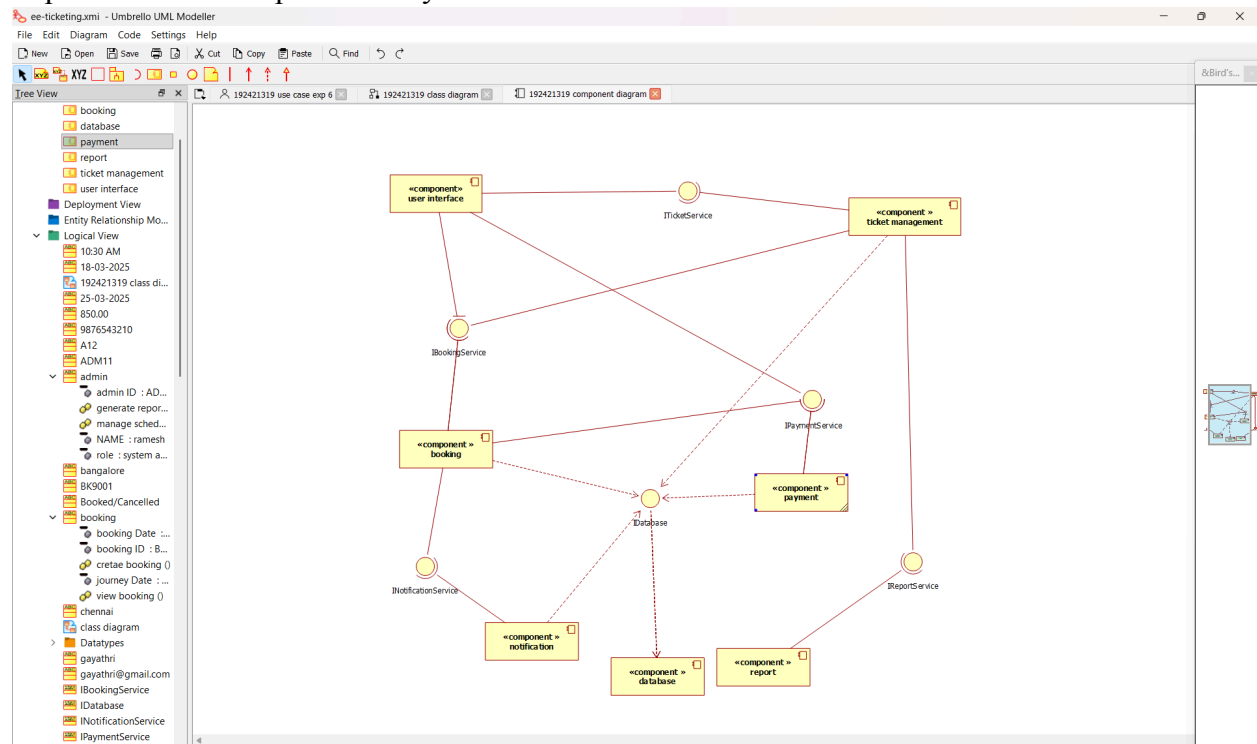 ee-ticketing.xmi - Umbrello UML Modeller
File Edit Diagram Code Settings Help
New Open Save Cut Copy Paste Find
XYZ XYZ
&Bird's...
Tree View
192421319 use case exp 6
192421319 class diagram
192421319 component diagram
booking
database
payment
report
ticket management
user interface
Deployment View
Entity Relationship Mo...
Logical View
10:30 AM
18-03-2025
192421319 class di...
25-03-2025
850.00
9876543210
A12
ADM11
admin
admin ID : AD...
generate repor...
manage sched...
NAME : ramesh
role : system a...
bangalore
BK9001
Booked/Cancelled
booking
booking Date :...
booking ID : B...
cretae booking ()
journey Date : ...
view booking ()
chennai
class diagram
Datatypes
gayathri
gayathri@gmail.com
IBookingService
IDatabase
INotificationService
IPaymentService
«component»
user interface
ITicketService
«component »
ticket management
IBookingService
IPaymentService
«component »
booking
«component »
payment
IDatabase
INotificationService
IReportService
«component »
notification
«component »
database
«component »
report